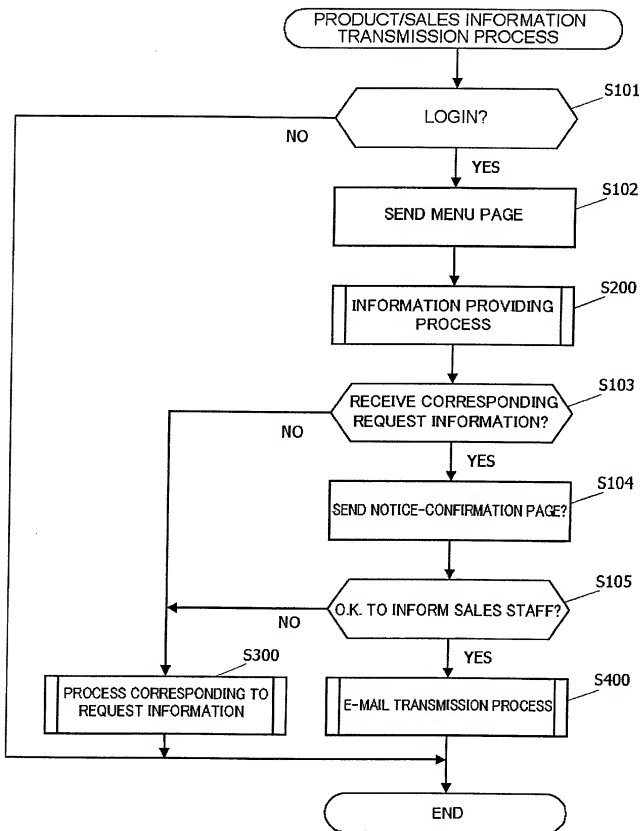 PRODUCT/SALES INFORMATION
TRANSMISSION PROCESS
S101
LOGIN?
NO
YES
S102
SEND MENU PAGE
S200
INFORMATION PROVIDING
PROCESS
S103
RECEIVE CORRESPONDING
REQUEST INFORMATION?
NO
YES
S104
SEND NOTICE-CONFIRMATION PAGE?
S105
O.K. TO INFORM SALES STAFF?
NO
YES
S300
PROCESS CORRESPONDING TO
REQUEST INFORMATION
S400
E-MAIL TRANSMISSION PROCESS
END